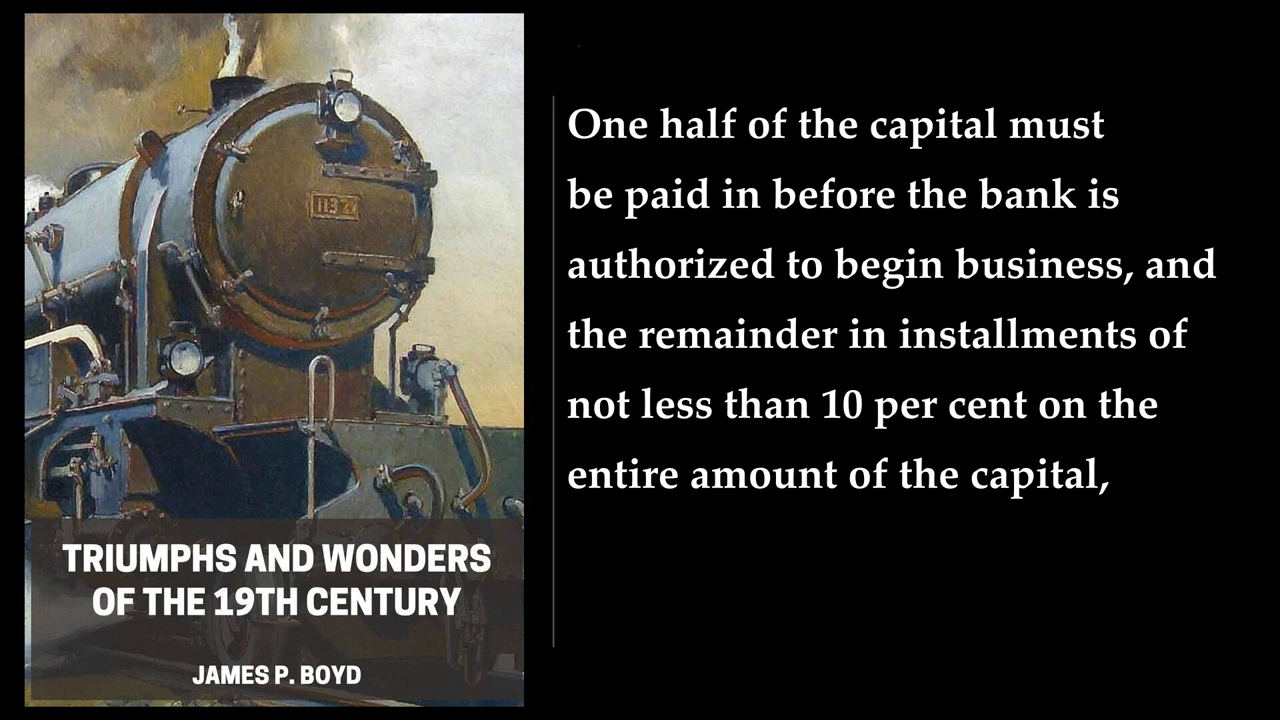 TRIUMPHS AND WONDERS
OF THE 19TH CENTURY
JAMES P. BOYD
One half of the capital must
be paid in before the bank is
authorized to begin business, and
the remainder in installments of
not less than 10 per cent on the
entire amount of the capital,